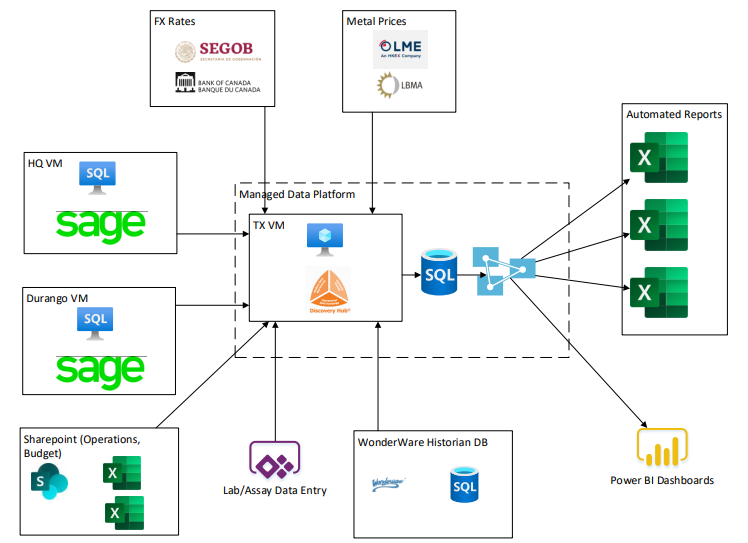 FX Rates
SEGOB
SECRETARÍA DE GOBERNACIÓN
BANK OF CANADA
BANQUE DU CANADA
Metal Prices
LME
An HKEX Company
LBMA
Automated Reports
X
X
X
HQ VM
SQL
sage
Managed Data Platform
TX VM
Discovery Hub®
SQL
Durango VM
SQL
sage
Sharepoint (Operations,
Budget)
S
X
X
Lab/Assay Data Entry
WonderWare Historian DB
Wonderware
SQL
Power BI Dashboards